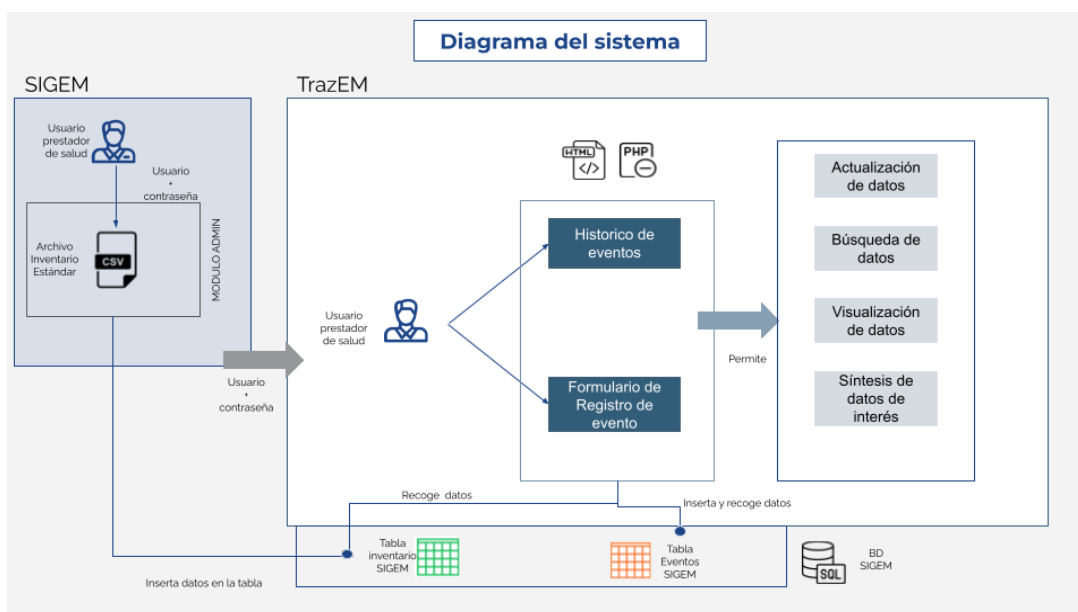 Diagrama del sistema
SIGEM
TrazEM
Usuario
prestador
de salud
Usuario
+
contraseña
Archivo
Inventario
Estándar
CSV
MODULO ADMIN
Usuario
+
contraseña
Usuario
prestador
de salud
HTML
</>
PHP
Historico de
eventos
Formulario de
Registro de
evento
Permite
Actualización
de datos
Búsqueda de
datos
Visualización
de datos
Síntesis de
datos de
interés
Recoge datos
Inserta y recoge datos
Tabla
inventario
SIGEM
Tabla
Eventos
SIGEM
SQL
BD
SIGEM
Inserta datos en la tabla